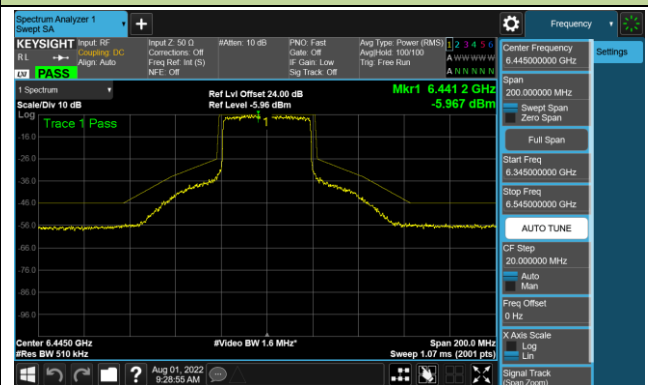 Spectrum Analyzer 1
Swept SA
Frequency
KEYSIGHT
Input: RF
Coupling: DC
Align: Auto
Input Z: 50 Ω
Corrections: Off
Freq Ref: Int (S)
NFE: Off
#Atten: 10 dB
PNO: Fast
Gate: Off
IF Gain: Low
Sig Track: Off
Avg Type: Power (RMS)
Avg|Hold: 100/100
Trig: Free Run
1 2 3 4 5 6
A W W W W W
A N N N N N
R L
LXI
PASS
1 Spectrum
Scale/Div 10 dB
Ref Lvl Offset 24.00 dB
Ref Level -5.96 dBm
Mkr1 6.441 2 GHz
-5.967 dBm
Log
Trace 1 Pass
1
-16.0
-26.0
-36.0
-46.0
-56.0
-66.0
-76.0
-86.0
-96.0
Center 6.4450 GHz
#Res BW 510 kHz
#Video BW 1.6 MHz*
Span 200.0 MHz
Sweep 1.07 ms (2001 pts)
Center Frequency
6.445000000 GHz
Settings
Span
200.000000 MHz
Swept Span
Zero Span
Full Span
Start Freq
6.345000000 GHz
Stop Freq
6.545000000 GHz
AUTO TUNE
CF Step
20.000000 MHz
Auto
Man
Freq Offset
0 Hz
X Axis Scale
Log
Lin
Signal Track
(Span Zoom)
Aug 01, 2022
9:28:55 AM